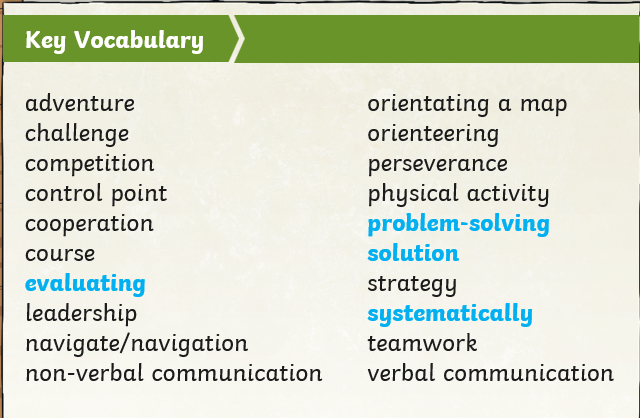 Key Vocabulary
adventure
challenge
competition
control point
cooperation
course
evaluating
leadership
navigate/navigation
non-verbal communication
orientating a map
orienteering
perseverance
physical activity
problem-solving
solution
strategy
systematically
teamwork
verbal communication